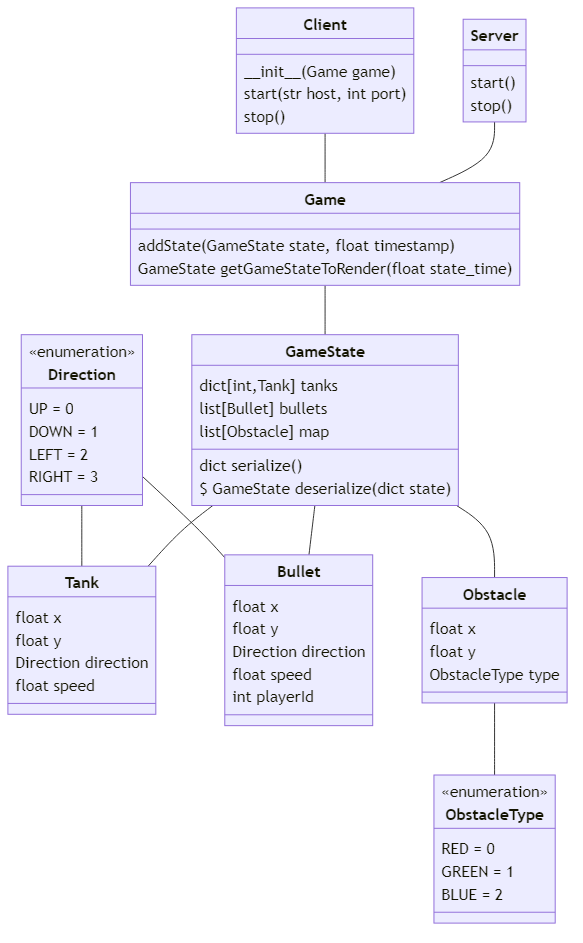 Client
__init__(Game game)
start(str host, int port)
stop()
Server
start()
stop()
Game
addState(GameState state, float timestamp)
GameState getGameStateToRender(float state_time)
«enumeration»
Direction
UP = 0
DOWN = 1
LEFT = 2
RIGHT = 3
GameState
dict[int,Tank] tanks
list[Bullet] bullets
list[Obstacle] map
dict serialize()
$ GameState deserialize(dict state)
Tank
float x
float y
Direction direction
float speed
Bullet
float x
float y
Direction direction
float speed
int playerId
Obstacle
float x
float y
ObstacleType type
«enumeration»
ObstacleType
RED = 0
GREEN = 1
BLUE = 2